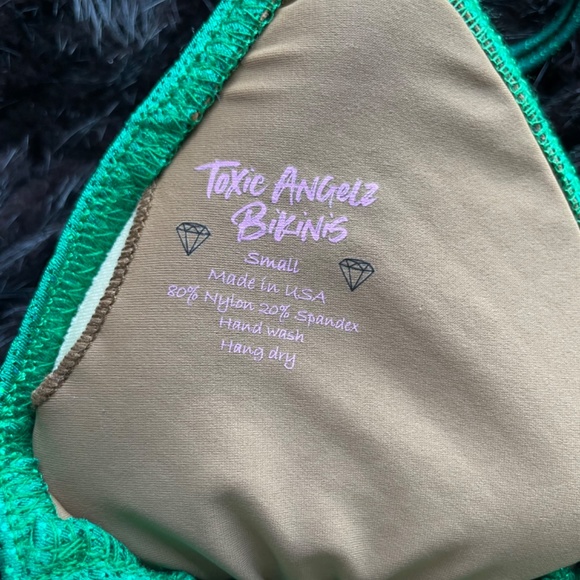 Toxic Angelz
Bikinis
Small
Made in USA
80% Nylon 20% Spandex
Hand wash
Hang dry